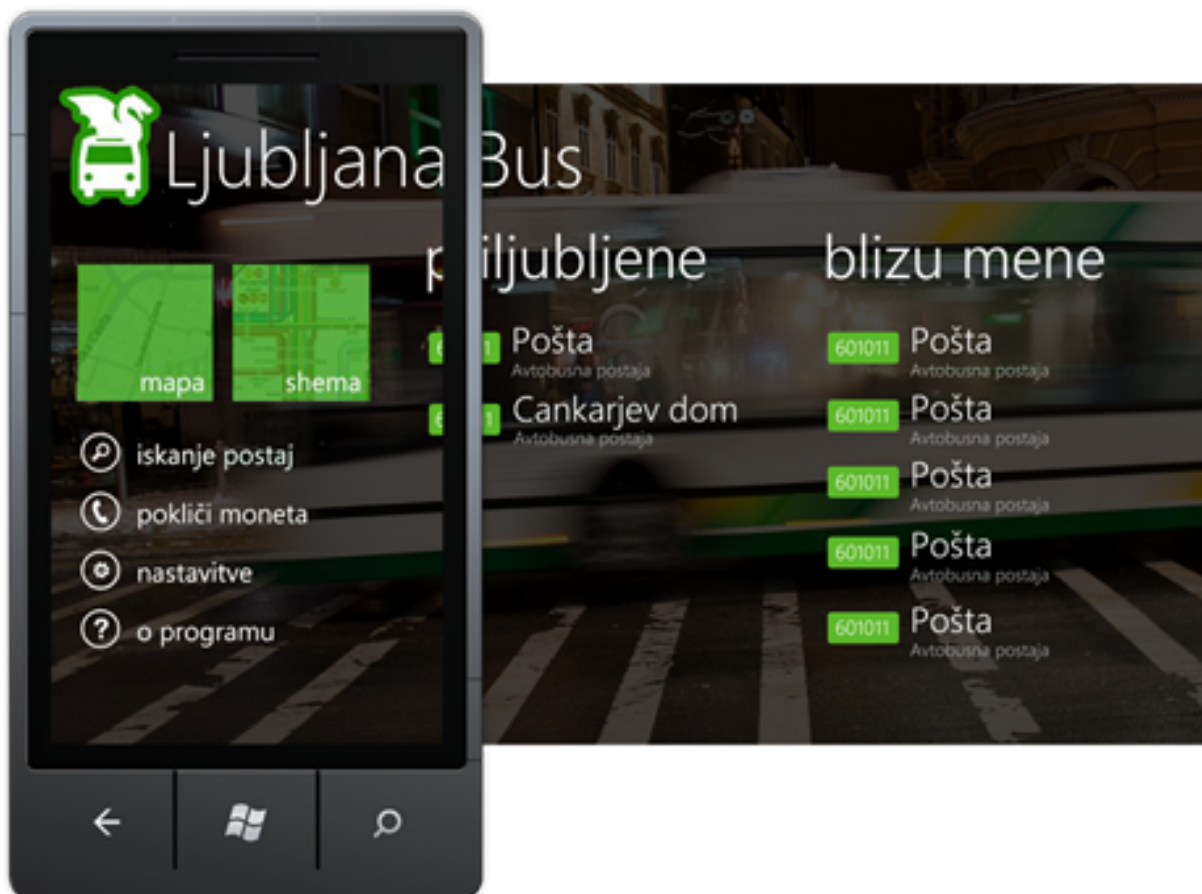 Ljubljana Bus
mapa
shema
iskanje postaj
pokliči moneta
nastavitve
o programu
priljubljene
Pošta
Avtobusna postaja
Cankarjev dom
Avtobusna postaja
blizu mene
601011 Pošta
Avtobusna postaja
601011 Pošta
Avtobusna postaja
601011 Pošta
Avtobusna postaja
601011 Pošta
Avtobusna postaja
601011 Pošta
Avtobusna postaja